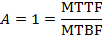 A = 1 = MTTF/MTBF